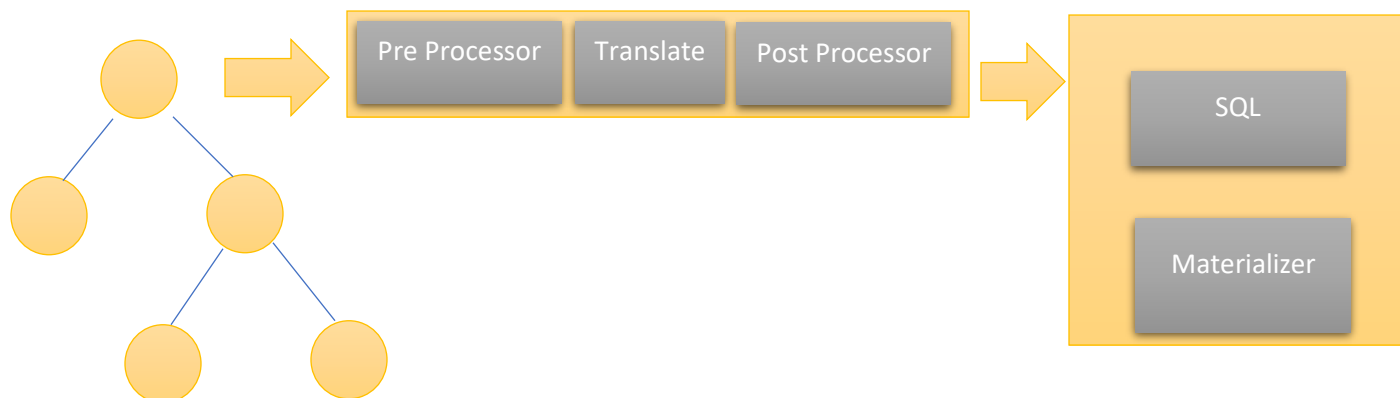 Pre Processor
Translate
Post Processor
SQL
Materializer